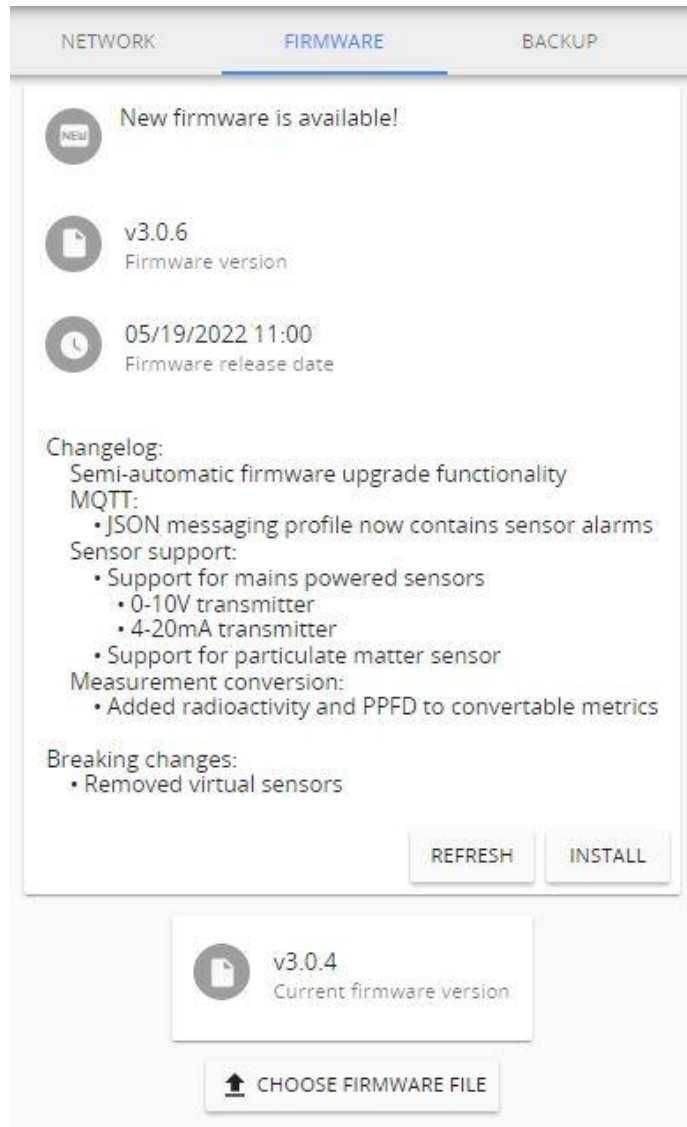 NETWORK FIRMWARE BACKUP
New firmware is available!
NEW
v3.0.6
Firmware version
05/19/2022 11:00
Firmware release date
Changelog:
Semi-automatic firmware upgrade functionality
MQTT:
• JSON messaging profile now contains sensor alarms
Sensor support:
• Support for mains powered sensors
• 0-10V transmitter
• 4-20mA transmitter
• Support for particulate matter sensor
Measurement conversion:
• Added radioactivity and PPFD to convertable metrics
Breaking changes:
• Removed virtual sensors
REFRESH INSTALL
v3.0.4
Current firmware version
CHOOSE FIRMWARE FILE